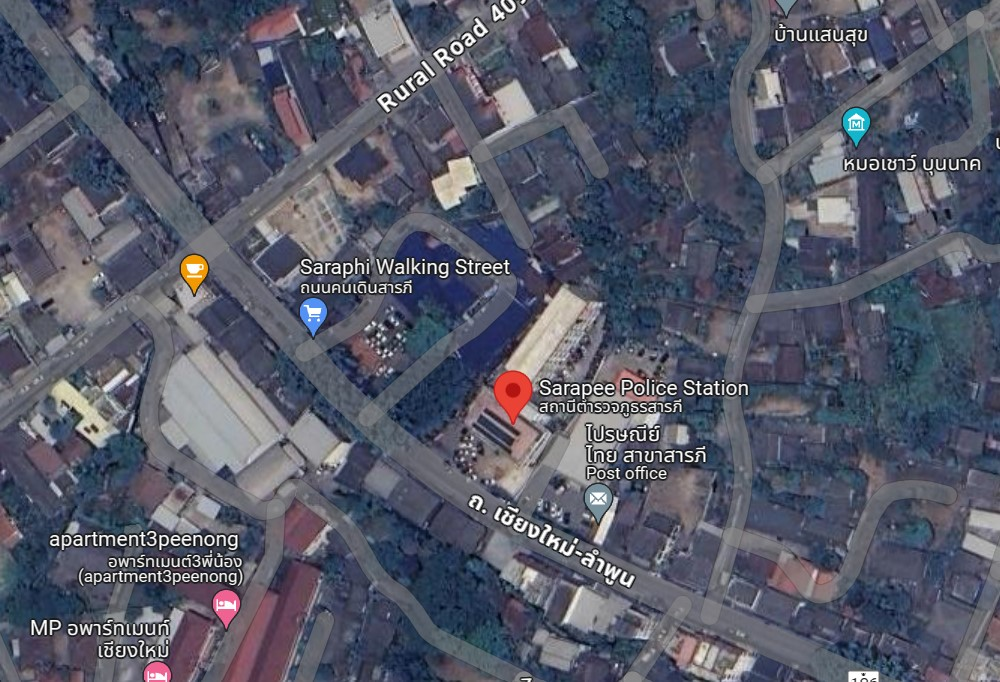 Rural Road 40
บ้านแสนสุข
หมอเชาว์ บุนนาค
Saraphi Walking Street
ถนนคนเดินสารภี
Sarapee Police Station
สถานีตำรวจภูธรสารภี
ไปรษณีย์
ไทย สาขาสารภี
Post office
ถ. เชียงใหม่-ลำพูน
apartment3peenong
อพาร์ทเมนต์3พี่น้อง
(apartment3peenong)
MP อพาร์ทเมนท์
เชียงใหม่
106